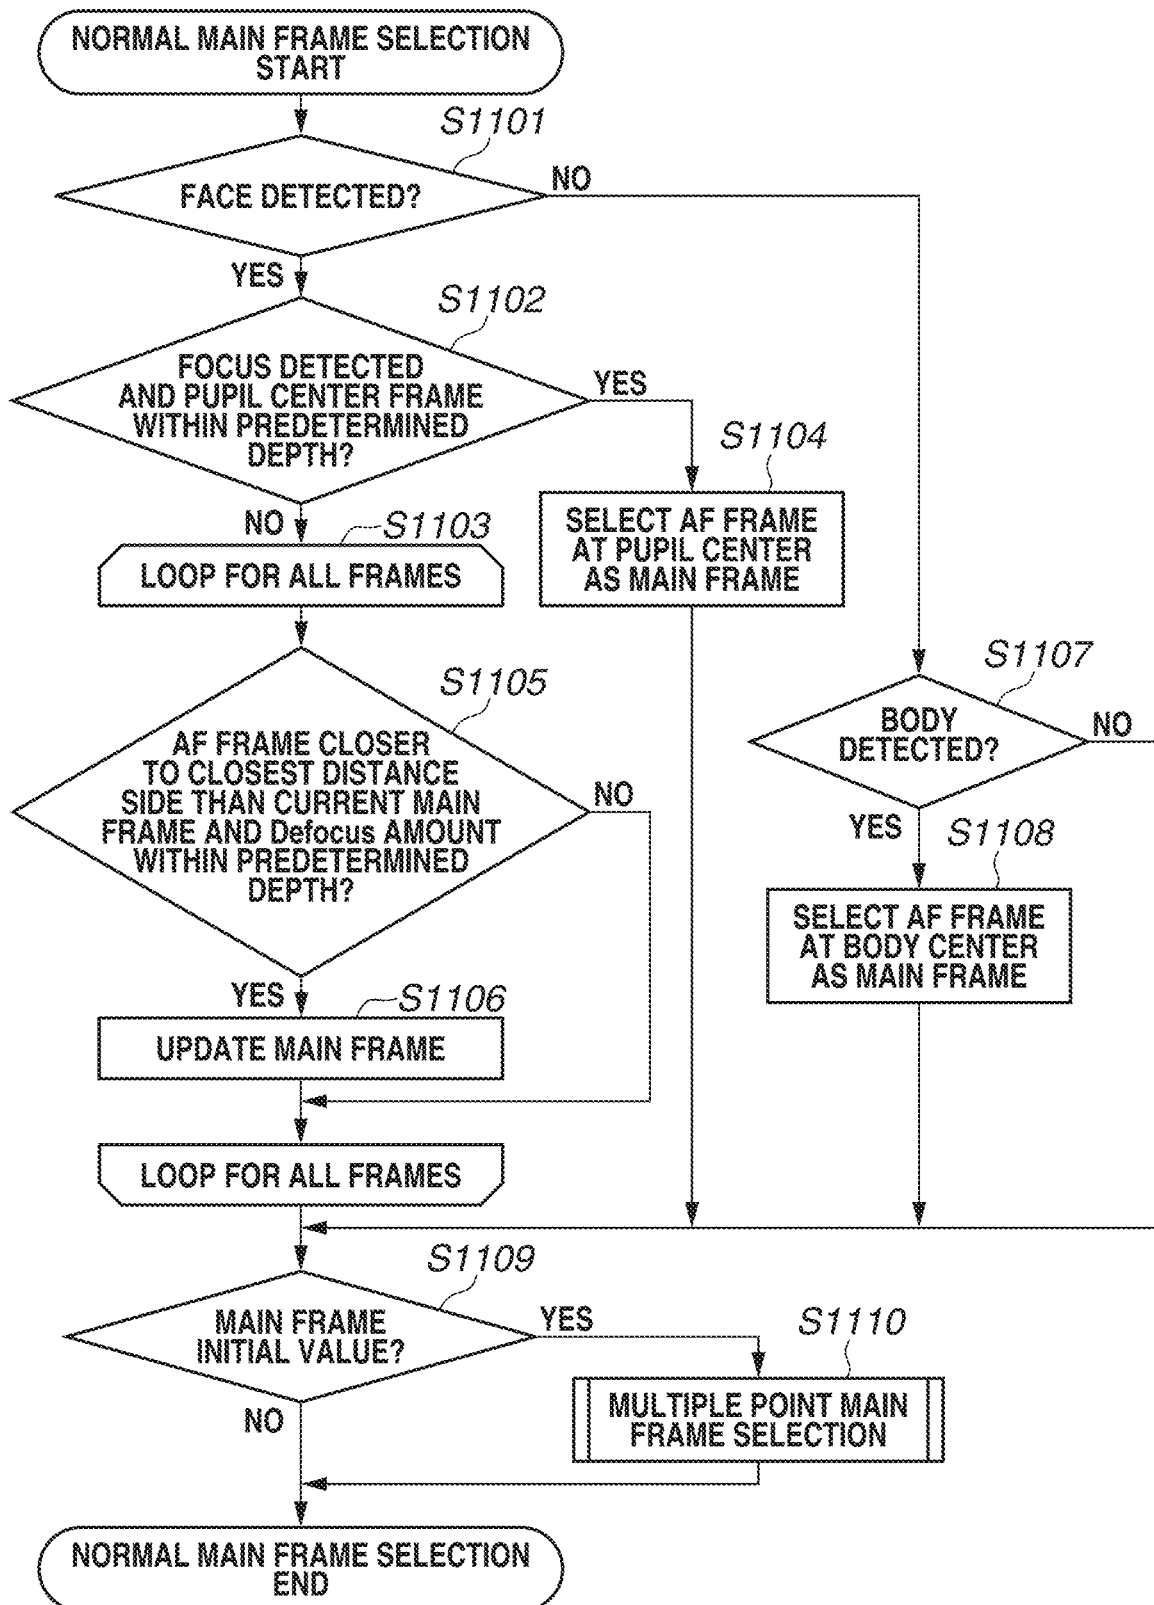 NORMAL MAIN FRAME SELECTION
START
S1101
FACE DETECTED?
NO
YES
S1102
FOCUS DETECTED
AND PUPIL CENTER FRAME
WITHIN PREDETERMINED
DEPTH?
YES
NO
S1103
LOOP FOR ALL FRAMES
S1104
SELECT AF FRAME
AT PUPIL CENTER
AS MAIN FRAME
S1105
AF FRAME CLOSER
TO CLOSEST DISTANCE
SIDE THAN CURRENT MAIN
FRAME AND Defocus AMOUNT
WITHIN PREDETERMINED
DEPTH?
NO
YES
S1106
UPDATE MAIN FRAME
LOOP FOR ALL FRAMES
S1107
BODY
DETECTED?
NO
YES
S1108
SELECT AF FRAME
AT BODY CENTER
AS MAIN FRAME
S1109
MAIN FRAME
INITIAL VALUE?
YES
NO
S1110
MULTIPLE POINT MAIN
FRAME SELECTION
NORMAL MAIN FRAME SELECTION
END